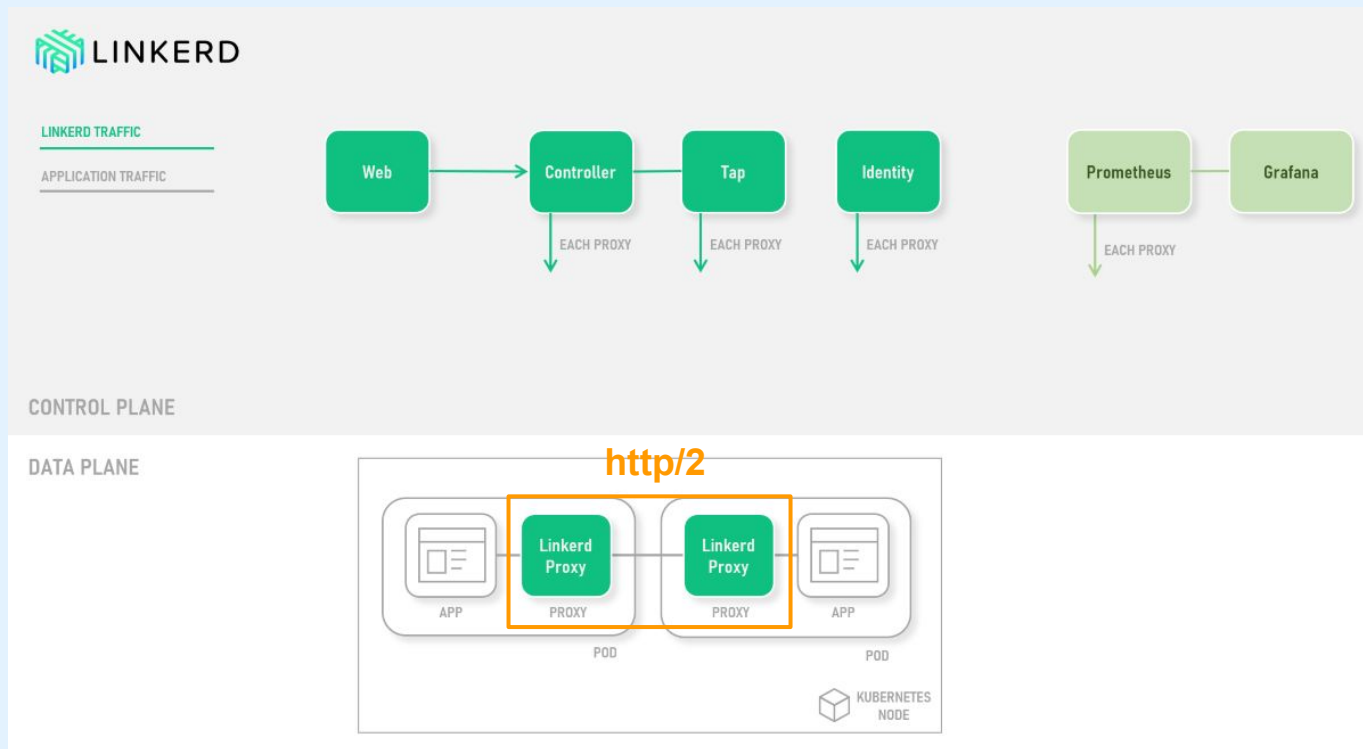 LINKERD
LINKERD TRAFFIC
APPLICATION TRAFFIC
Web
Controller
Tap
Identity
Prometheus
Grafana
EACH PROXY
EACH PROXY
EACH PROXY
EACH PROXY
CONTROL PLANE
DATA PLANE
http/2
Linkerd
Proxy
Linkerd
Proxy
APP
PROXY
PROXY
APP
POD
POD
KUBERNETES
NODE